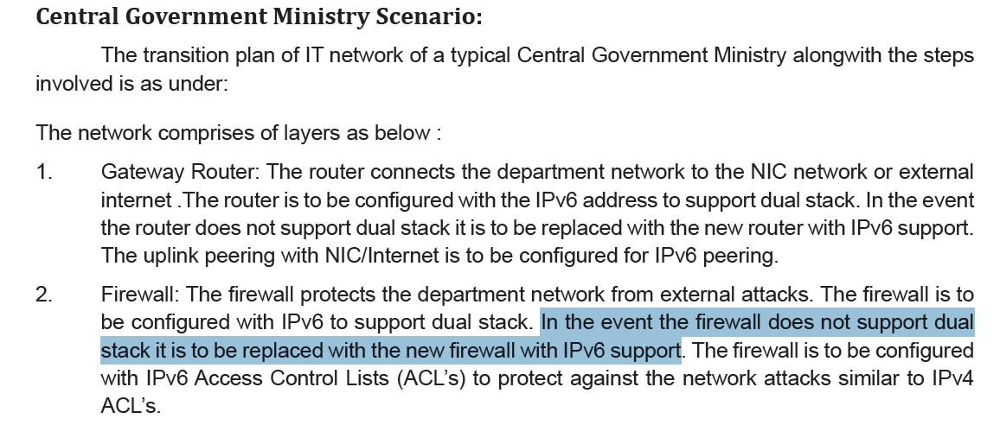 Central Government Ministry Scenario:
The transition plan of IT network of a typical Central Government Ministry alongwith the steps
involved is as under:
The network comprises of layers as below :
1. Gateway Router: The router connects the department network to the NIC network or external
internet .The router is to be configured with the IPv6 address to support dual stack. In the event
the router does not support dual stack it is to be replaced with the new router with IPv6 support.
The uplink peering with NIC/Internet is to be configured for IPv6 peering.
2. Firewall: The firewall protects the department network from external attacks. The firewall is to
be configured with IPv6 to support dual stack. In the event the firewall does not support dual
stack it is to be replaced with the new firewall with IPv6 support. The firewall is to be configured
with IPv6 Access Control Lists (ACL's) to protect against the network attacks similar to IPv4
ACL's.